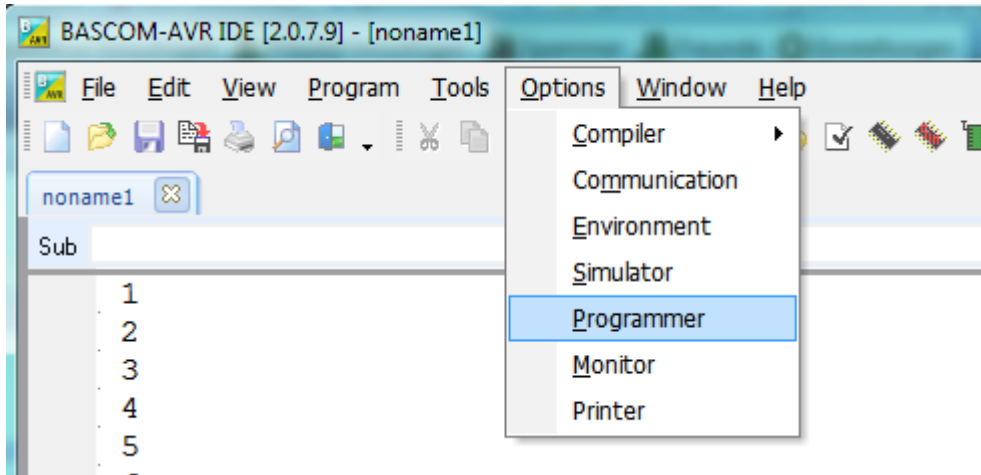 BASCOM-AVR IDE [2.0.7.9] - [noname1]
File Edit View Program Tools Options Window Help
noname1
Sub
Compiler
Communication
Environment
Simulator
Programmer
Monitor
Printer
1
2
3
4
5